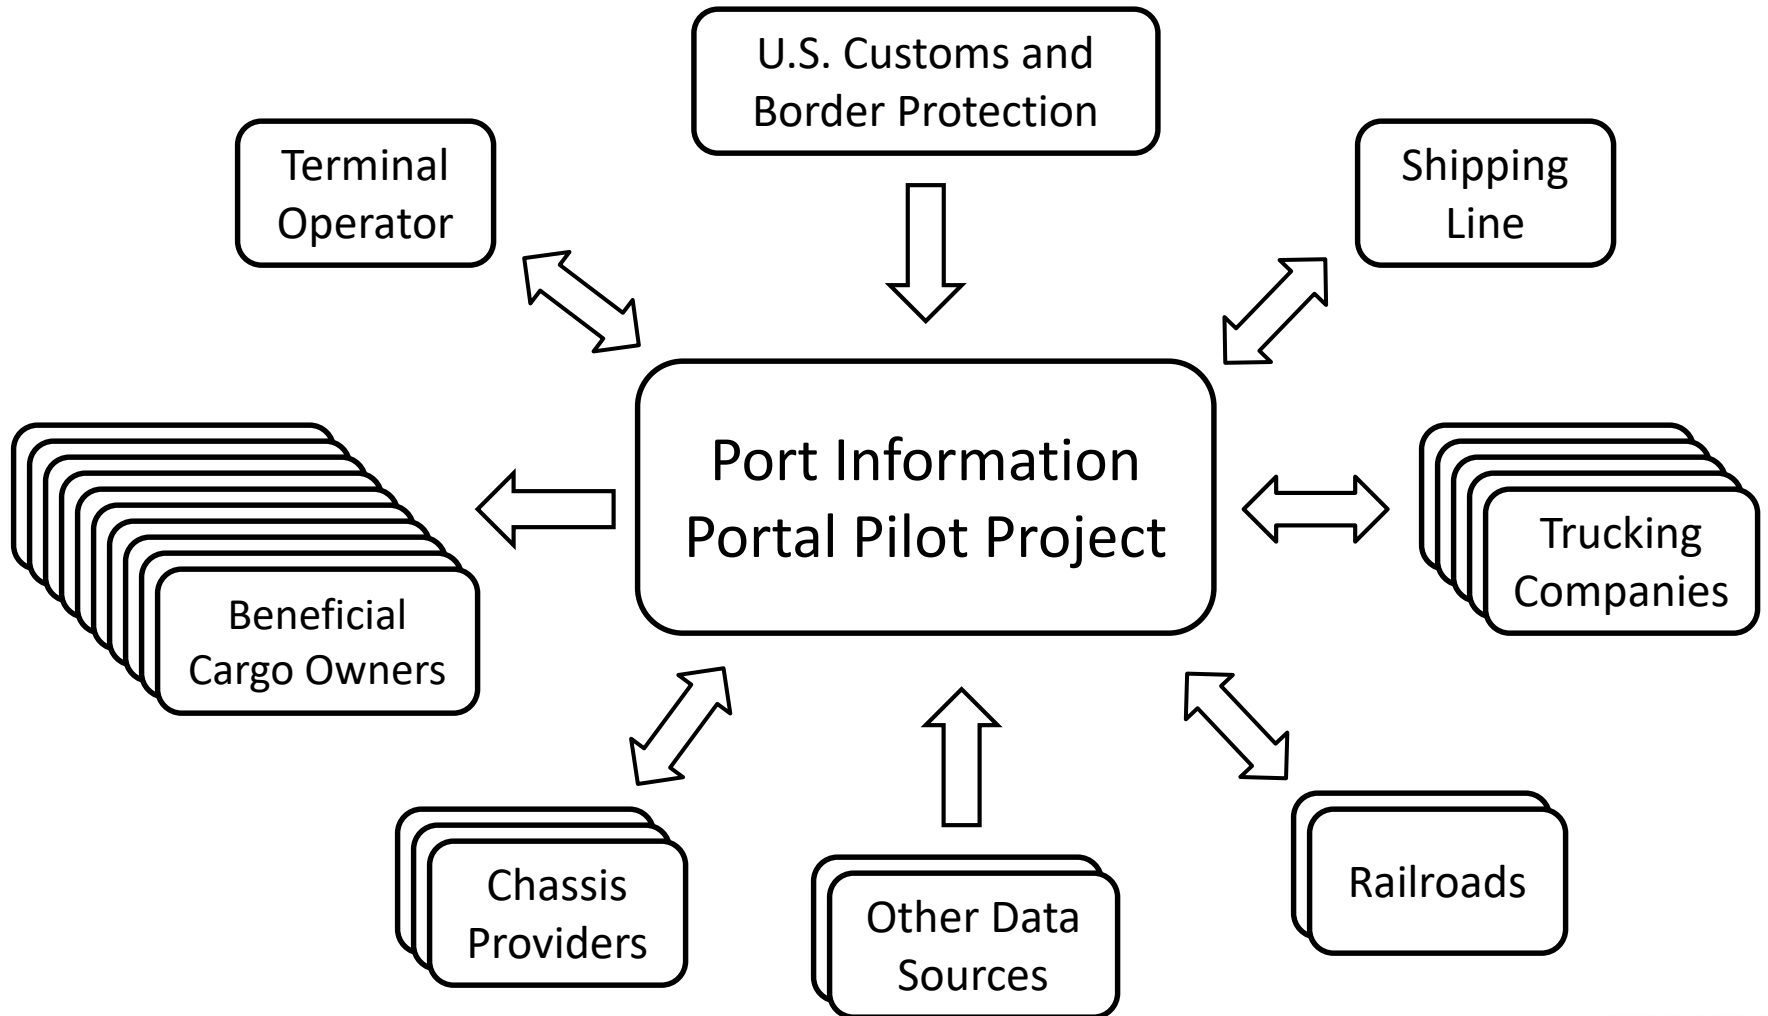 U.S. Customs and
Border Protection
Terminal
Operator
Shipping
Line
Port Information
Portal Pilot Project
Trucking
Companies
Beneficial
Cargo Owners
Chassis
Providers
Other Data
Sources
Railroads